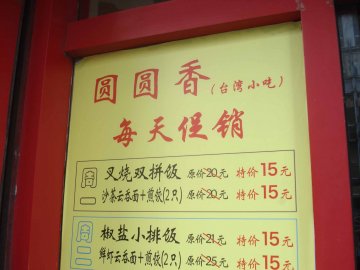 圆圆香(台湾小吃)
每天促销
周一
叉烧双拼饭 原价20元 特价15元
沙茶云吞面+煎饺(2只) 原价20元 特价15元
周二
椒盐小排饭 原价21元 特价15元
鲜虾云吞面+煎饺(2只) 原价25元 特价15元